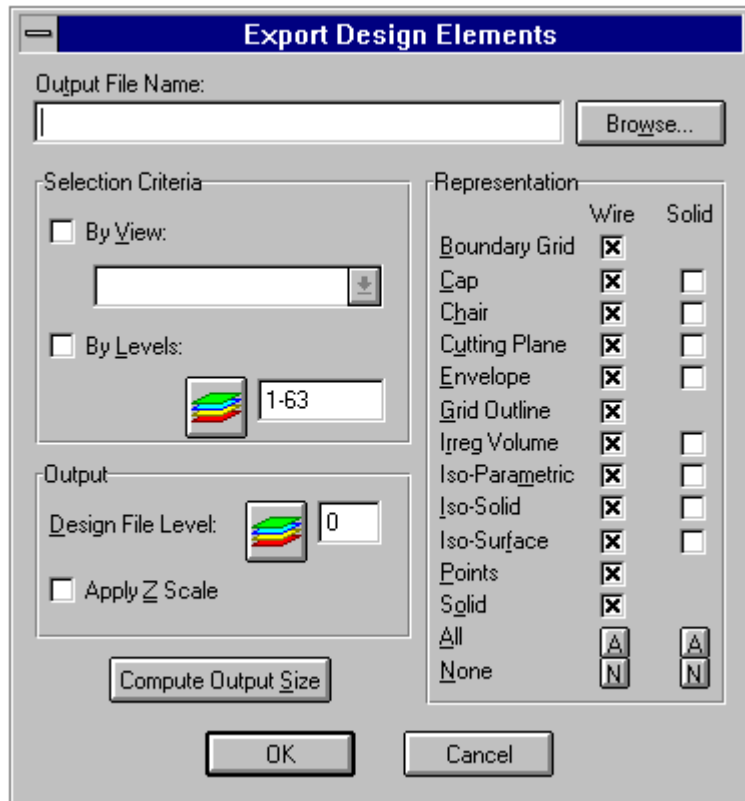 Export Design Elements
Output File Name:
Browse...
Selection Criteria
By View:
By Levels:
1-63
Output
Design File Level:
0
Apply Z Scale
Compute Output Size
Representation
Wire Solid
Boundary Grid
Cap
Chair
Cutting Plane
Envelope
Grid Outline
Irreg Volume
Iso-Parametric
Iso-Solid
Iso-Surface
Points
Solid
All A A
None N N
OK
Cancel